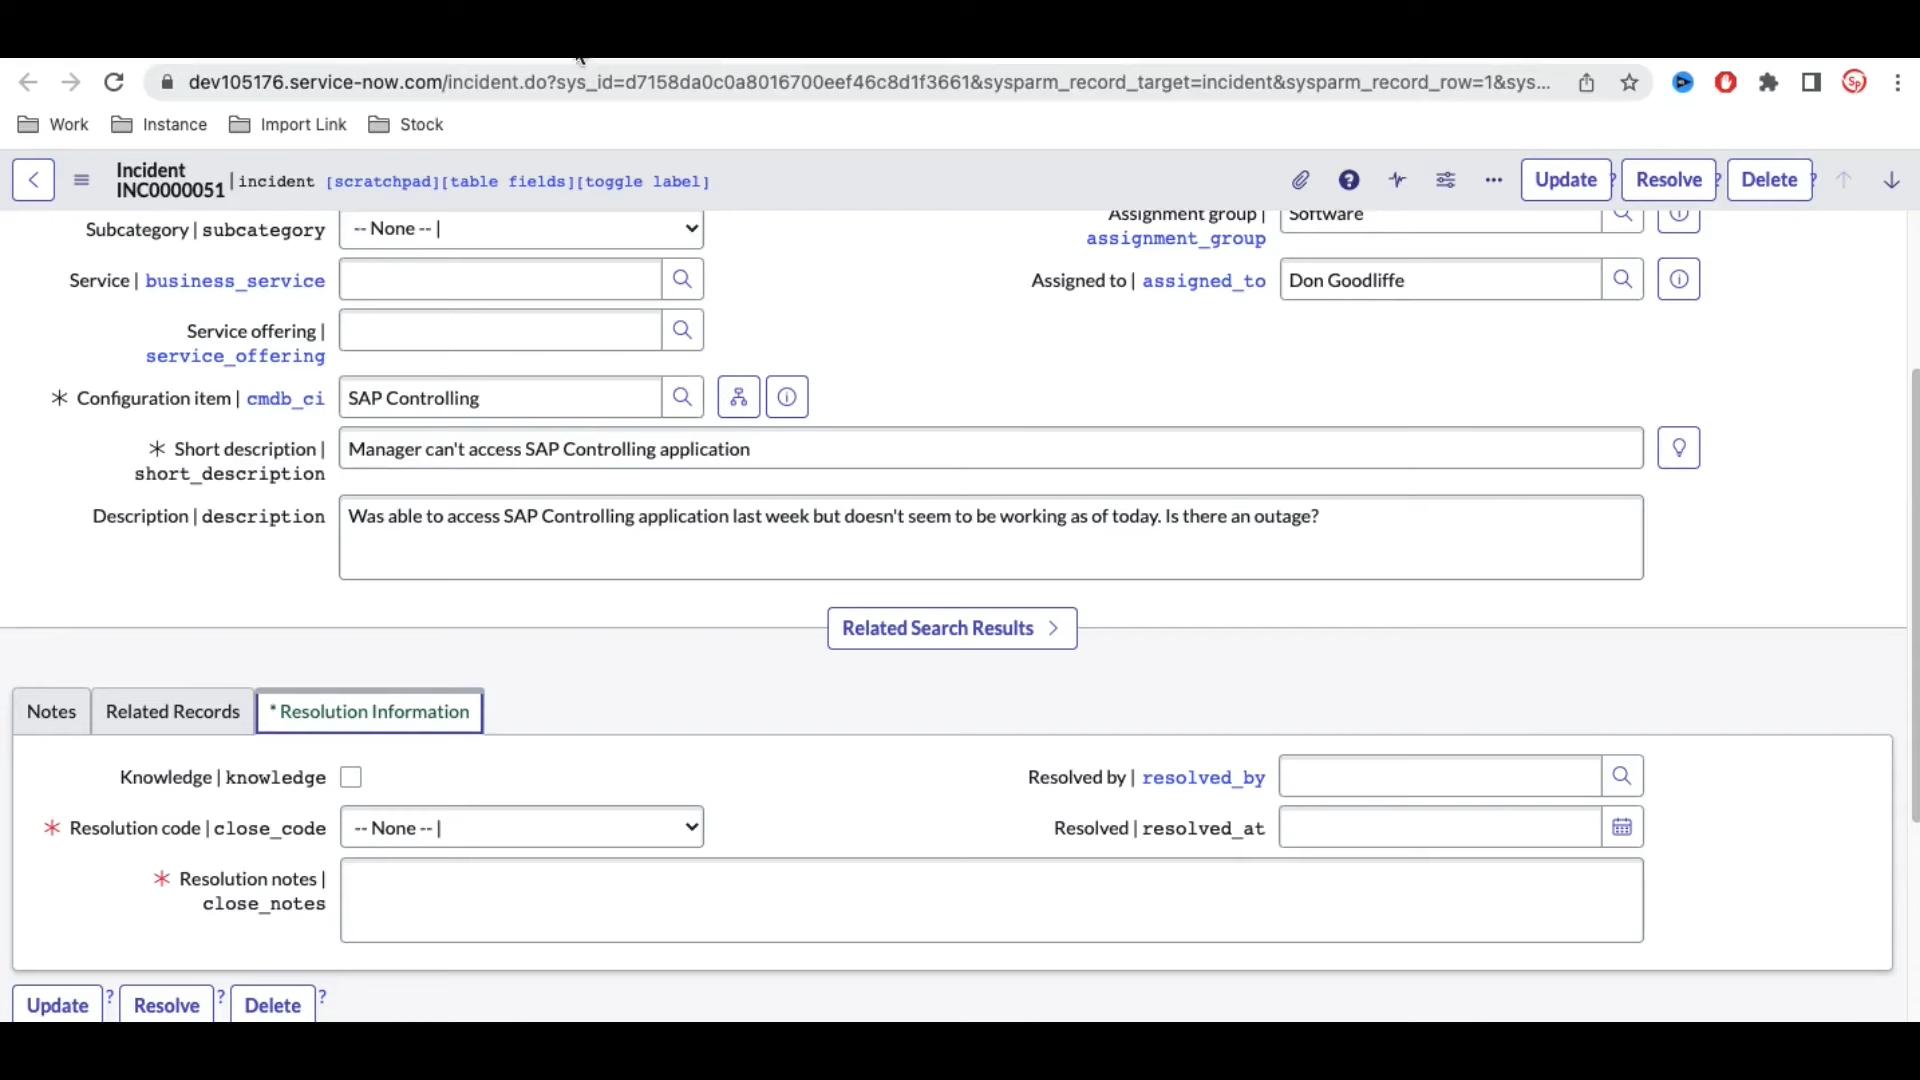 dev105176.service-now.com/incident.do?sys_id=d7158da0c0a8016700eef46c8d1f3661&sysparm_record_target=incident&sysparm_record_row=1&sys...
Sp
Work Instance Import Link Stock
Incident
INC0000051 | incident [scratchpad][table fields][toggle label]
Update ? Resolve ? Delete ?
Subcategory | subcategory -- None -- |
Assignment group | Software
assignment_group
Service | business_service
Assigned to | assigned_to Don Goodliffe
Service offering |
service_offering
* Configuration item | cmdb_ci SAP Controlling
* Short description | Manager can't access SAP Controlling application
short_description
Description | description Was able to access SAP Controlling application last week but doesn't seem to be working as of today. Is there an outage?
Related Search Results >
Notes Related Records * Resolution Information
Knowledge | knowledge
Resolved by | resolved_by
* Resolution code | close_code -- None -- |
Resolved | resolved_at
* Resolution notes |
close_notes
Update ? Resolve ? Delete ?